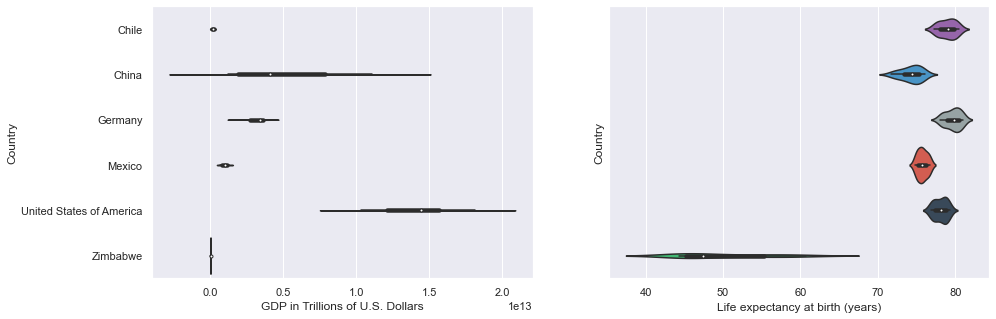 Chile
China
Germany
Mexico
United States of America
Zimbabwe
Country
0.0 0.5 1.0 1.5 2.0
1e13
GDP in Trillions of U.S. Dollars
Country
40 50 60 70 80
Life expectancy at birth (years)